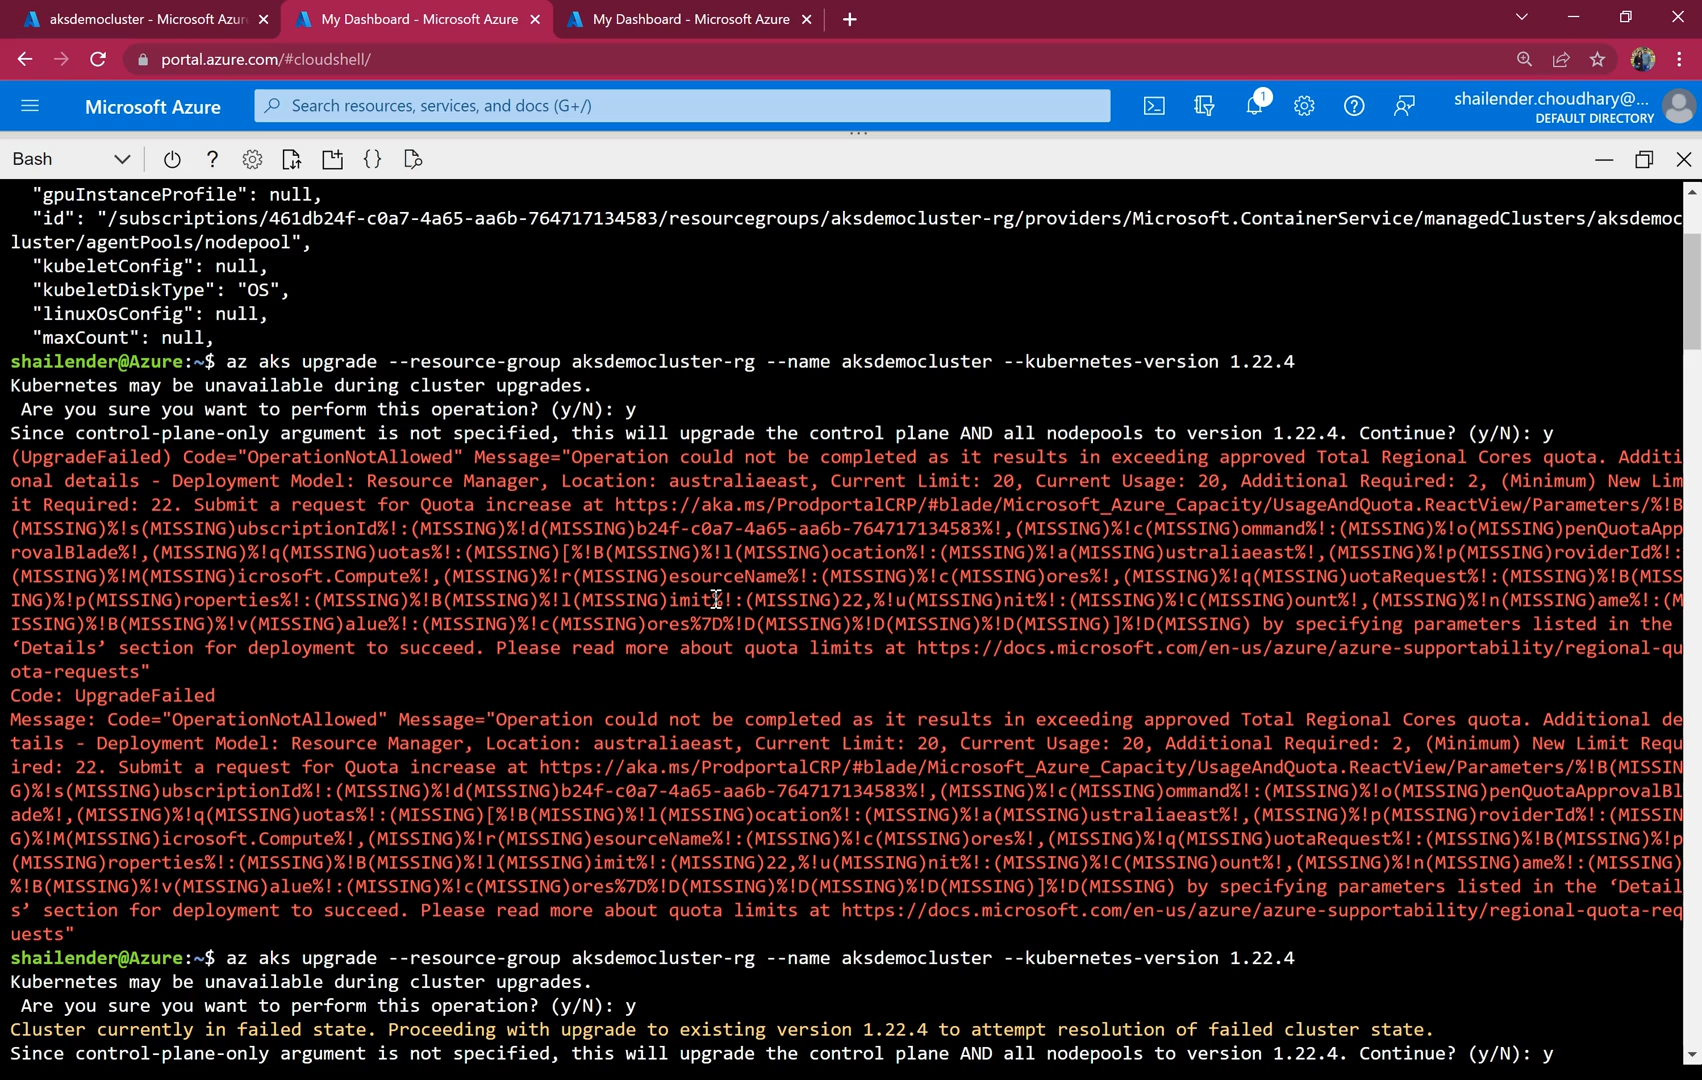 aksdemocluster - Microsoft Azur
My Dashboard - Microsoft Azure
My Dashboard - Microsoft Azure
portal.azure.com/#cloudshell/
Microsoft Azure
Search resources, services, and docs (G+/)
1
shailender.choudhary@...
DEFAULT DIRECTORY
Bash
"gpuInstanceProfile": null,
"id": "/subscriptions/461db24f-c0a7-4a65-aa6b-764717134583/resourcegroups/aksdemocluster-rg/providers/Microsoft.ContainerService/managedClusters/aksdemoc
luster/agentPools/nodepool",
"kubeletConfig": null,
"kubeletDiskType": "OS",
"linuxOsConfig": null,
"maxCount": null,
shailender@Azure:~$ az aks upgrade --resource-group aksdemocluster-rg --name aksdemocluster --kubernetes-version 1.22.4
Kubernetes may be unavailable during cluster upgrades.
Are you sure you want to perform this operation? (y/N): y
Since control-plane-only argument is not specified, this will upgrade the control plane AND all nodepools to version 1.22.4. Continue? (y/N): y
(UpgradeFailed) Code="OperationNotAllowed" Message="Operation could not be completed as it results in exceeding approved Total Regional Cores quota. Additi
onal details - Deployment Model: Resource Manager, Location: australiaeast, Current Limit: 20, Current Usage: 20, Additional Required: 2, (Minimum) New Lim
it Required: 22. Submit a request for Quota increase at https://aka.ms/ProdportalCRP/#blade/Microsoft_Azure_Capacity/UsageAndQuota.ReactView/Parameters/%!B
(MISSING)%!s(MISSING)ubscriptionId%!:(MISSING)%!d(MISSING)b24f-c0a7-4a65-aa6b-764717134583%!,(MISSING)%!c(MISSING)ommand%!:(MISSING)%!o(MISSING)penQuotaApp
rovalBlade%!,(MISSING)%!q(MISSING)uotas%!:(MISSING)[%!B(MISSING)%!l(MISSING)ocation%!:(MISSING)%!a(MISSING)ustraliaeast%!,(MISSING)%!p(MISSING)roviderId%!:
(MISSING)%!M(MISSING)icrosoft.Compute%!,(MISSING)%!r(MISSING)esourceName%!:(MISSING)%!c(MISSING)ores%!,(MISSING)%!q(MISSING)uotaRequest%!:(MISSING)%!B(MISS
ING)%!p(MISSING)roperties%!:(MISSING)%!B(MISSING)%!l(MISSING)imit%!:(MISSING)22,%!u(MISSING)nit%!:(MISSING)%!C(MISSING)ount%!,(MISSING)%!n(MISSING)ame%!:(M
ISSING)%!B(MISSING)%!v(MISSING)alue%!:(MISSING)%!c(MISSING)ores%7D%!D(MISSING)%!D(MISSING)%!D(MISSING)]%!D(MISSING) by specifying parameters listed in the
‘Details’ section for deployment to succeed. Please read more about quota limits at https://docs.microsoft.com/en-us/azure/azure-supportability/regional-qu
ota-requests"
Code: UpgradeFailed
Message: Code="OperationNotAllowed" Message="Operation could not be completed as it results in exceeding approved Total Regional Cores quota. Additional de
tails - Deployment Model: Resource Manager, Location: australiaeast, Current Limit: 20, Current Usage: 20, Additional Required: 2, (Minimum) New Limit Requ
ired: 22. Submit a request for Quota increase at https://aka.ms/ProdportalCRP/#blade/Microsoft_Azure_Capacity/UsageAndQuota.ReactView/Parameters/%!B(MISSIN
G)%!s(MISSING)ubscriptionId%!:(MISSING)%!d(MISSING)b24f-c0a7-4a65-aa6b-764717134583%!,(MISSING)%!c(MISSING)ommand%!:(MISSING)%!o(MISSING)penQuotaApprovalBl
ade%!,(MISSING)%!q(MISSING)uotas%!:(MISSING)[%!B(MISSING)%!l(MISSING)ocation%!:(MISSING)%!a(MISSING)ustraliaeast%!,(MISSING)%!p(MISSING)roviderId%!:(MISSIN
G)%!M(MISSING)icrosoft.Compute%!,(MISSING)%!r(MISSING)esourceName%!:(MISSING)%!c(MISSING)ores%!,(MISSING)%!q(MISSING)uotaRequest%!:(MISSING)%!B(MISSING)%!p
(MISSING)roperties%!:(MISSING)%!B(MISSING)%!l(MISSING)imit%!:(MISSING)22,%!u(MISSING)nit%!:(MISSING)%!C(MISSING)ount%!,(MISSING)%!n(MISSING)ame%!:(MISSING)
%!B(MISSING)%!v(MISSING)alue%!:(MISSING)%!c(MISSING)ores%7D%!D(MISSING)%!D(MISSING)%!D(MISSING)]%!D(MISSING) by specifying parameters listed in the ‘Detail
s’ section for deployment to succeed. Please read more about quota limits at https://docs.microsoft.com/en-us/azure/azure-supportability/regional-quota-req
uests"
shailender@Azure:~$ az aks upgrade --resource-group aksdemocluster-rg --name aksdemocluster --kubernetes-version 1.22.4
Kubernetes may be unavailable during cluster upgrades.
Are you sure you want to perform this operation? (y/N): y
Cluster currently in failed state. Proceeding with upgrade to existing version 1.22.4 to attempt resolution of failed cluster state.
Since control-plane-only argument is not specified, this will upgrade the control plane AND all nodepools to version 1.22.4. Continue? (y/N): y